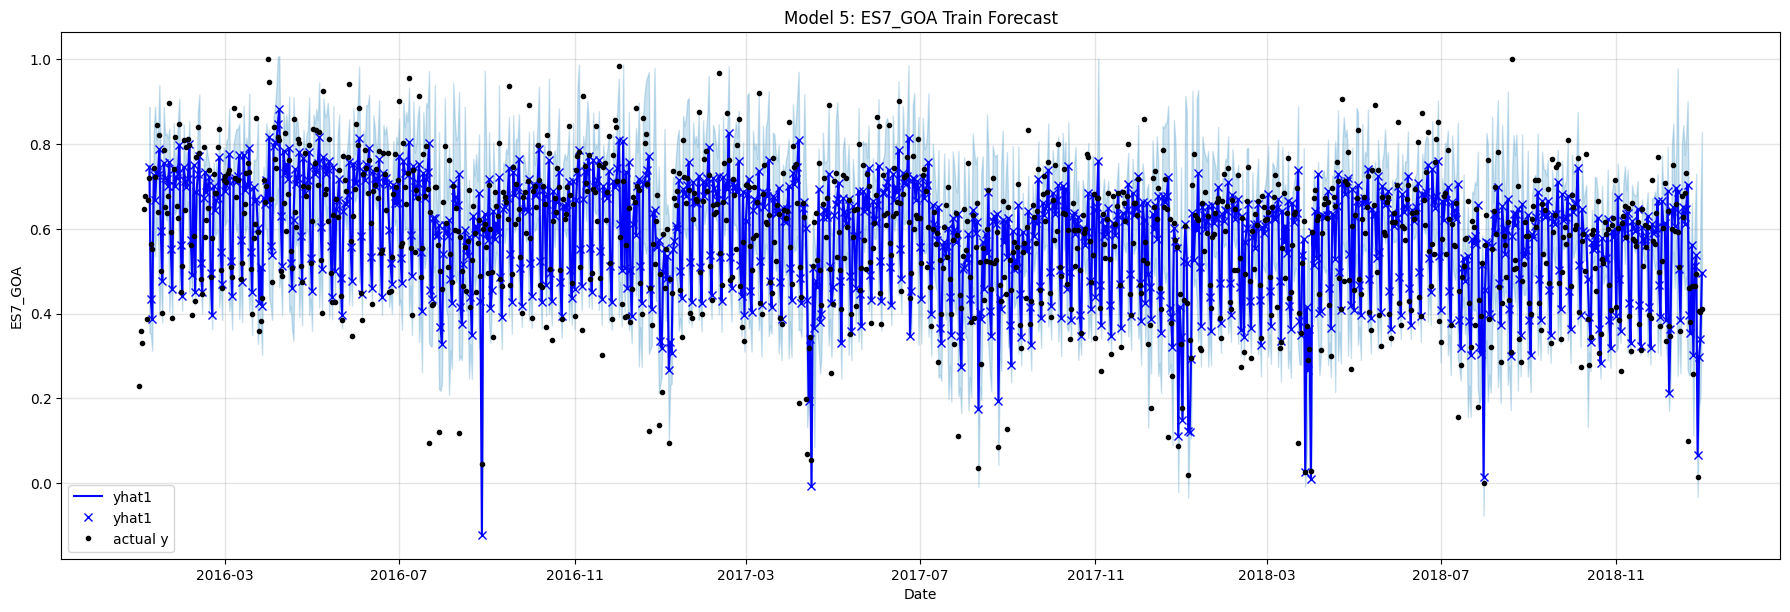 Model 5: ES7_GOA Train Forecast
1.0
0.8
0.6
0.4
0.2
0.0
ES7_GOA
yhat1
yhat1
actual y
2016-03
2016-07
2016-11
2017-03
2017-07
2017-11
2018-03
2018-07
2018-11
Date